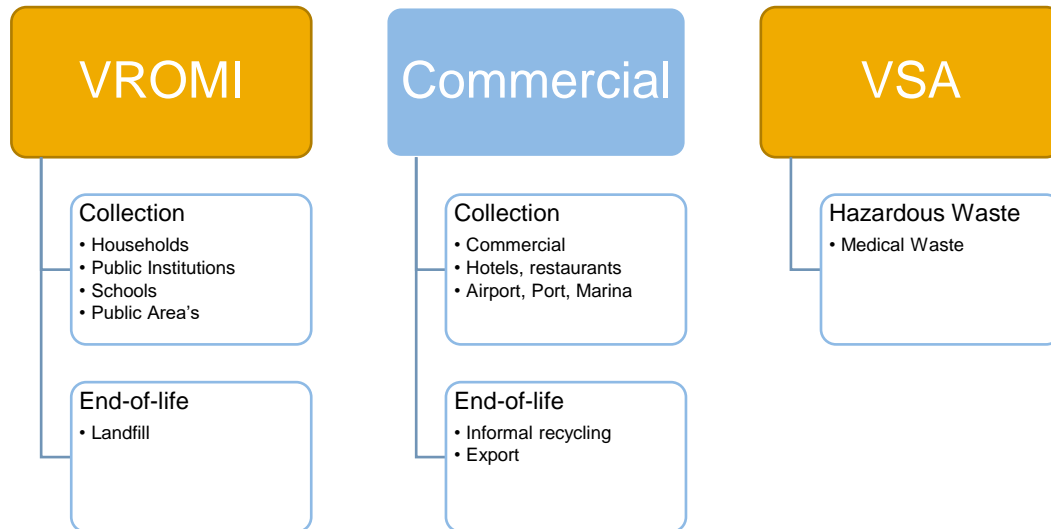 VROMI
Collection
• Households
• Public Institutions
• Schools
• Public Area’s
End-of-life
• Landfill
Commercial
Collection
• Commercial
• Hotels, restaurants
• Airport, Port, Marina
End-of-life
• Informal recycling
• Export
VSA
Hazardous Waste
• Medical Waste